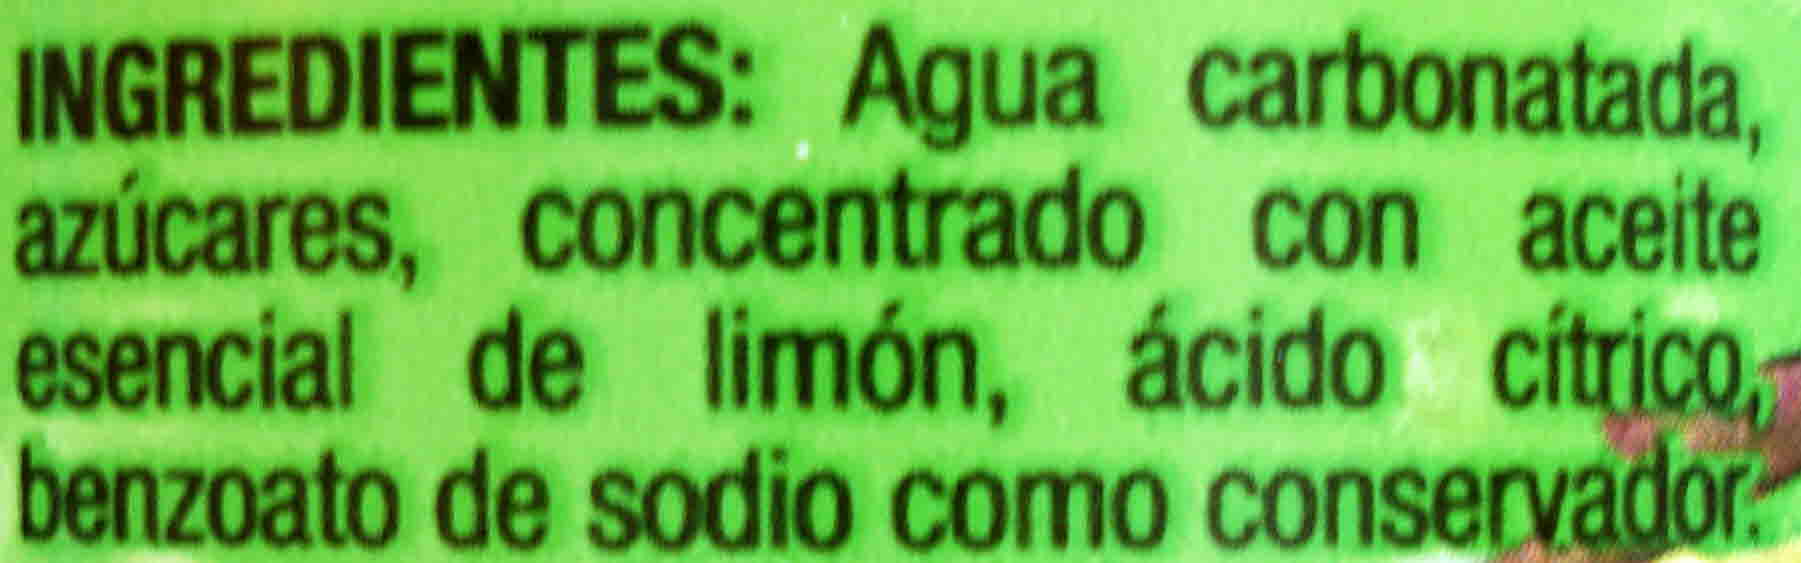 INGREDIENTES: Agua carbonatada,
azúcares, concentrado con aceite
esencial de limón, ácido cítrico,
benzoato de sodio como conservador.